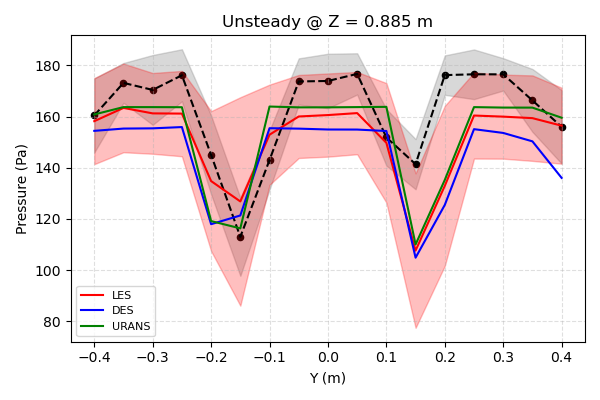 Unsteady @ Z = 0.885 m
Pressure (Pa)
180
160
140
120
100
80
LES
DES
URANS
−0.4 −0.3 −0.2 −0.1 0.0 0.1 0.2 0.3 0.4
Y (m)